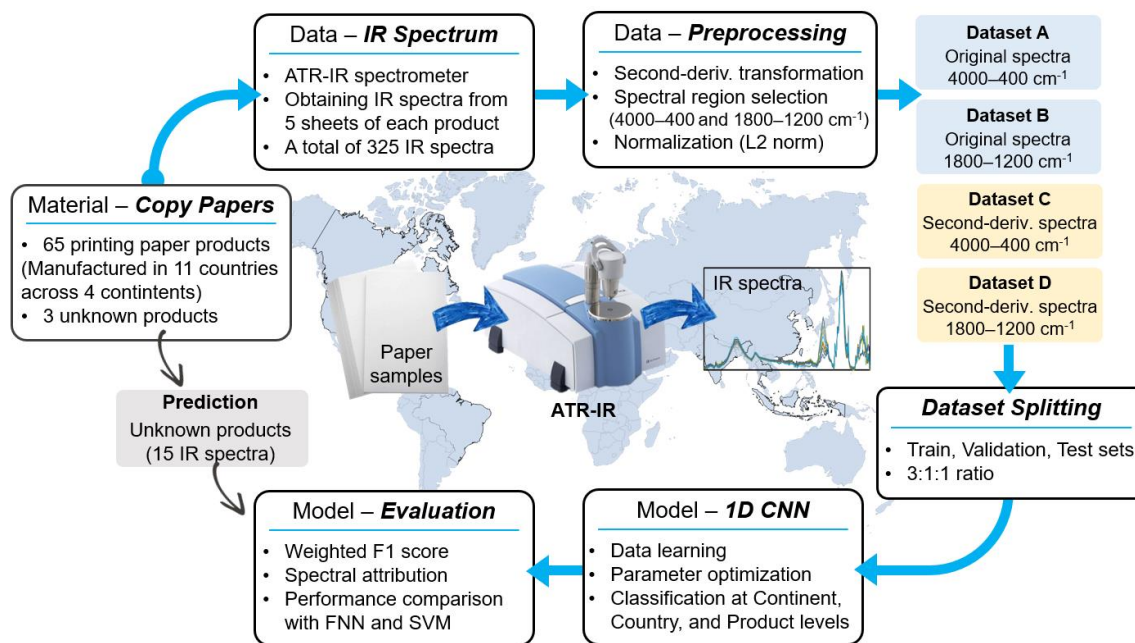 Data – IR Spectrum
• ATR-IR spectrometer
• Obtaining IR spectra from
5 sheets of each product
• A total of 325 IR spectra
Data – Preprocessing
• Second-deriv. transformation
• Spectral region selection
(4000–400 and 1800–1200 cm⁻¹)
• Normalization (L2 norm)
Dataset A
Original spectra
4000–400 cm⁻¹
Dataset B
Original spectra
1800–1200 cm⁻¹
Dataset C
Second-deriv. spectra
4000–400 cm⁻¹
Dataset D
Second-deriv. spectra
1800–1200 cm⁻¹
Material – Copy Papers
• 65 printing paper products
(Manufactured in 11 countries
across 4 contintents)
• 3 unknown products
Paper
samples
ATR-IR
IR spectra
Prediction
Unknown products
(15 IR spectra)
Dataset Splitting
• Train, Validation, Test sets
• 3:1:1 ratio
Model – Evaluation
• Weighted F1 score
• Spectral attribution
• Performance comparison
with FNN and SVM
Model – 1D CNN
• Data learning
• Parameter optimization
• Classification at Continent,
Country, and Product levels